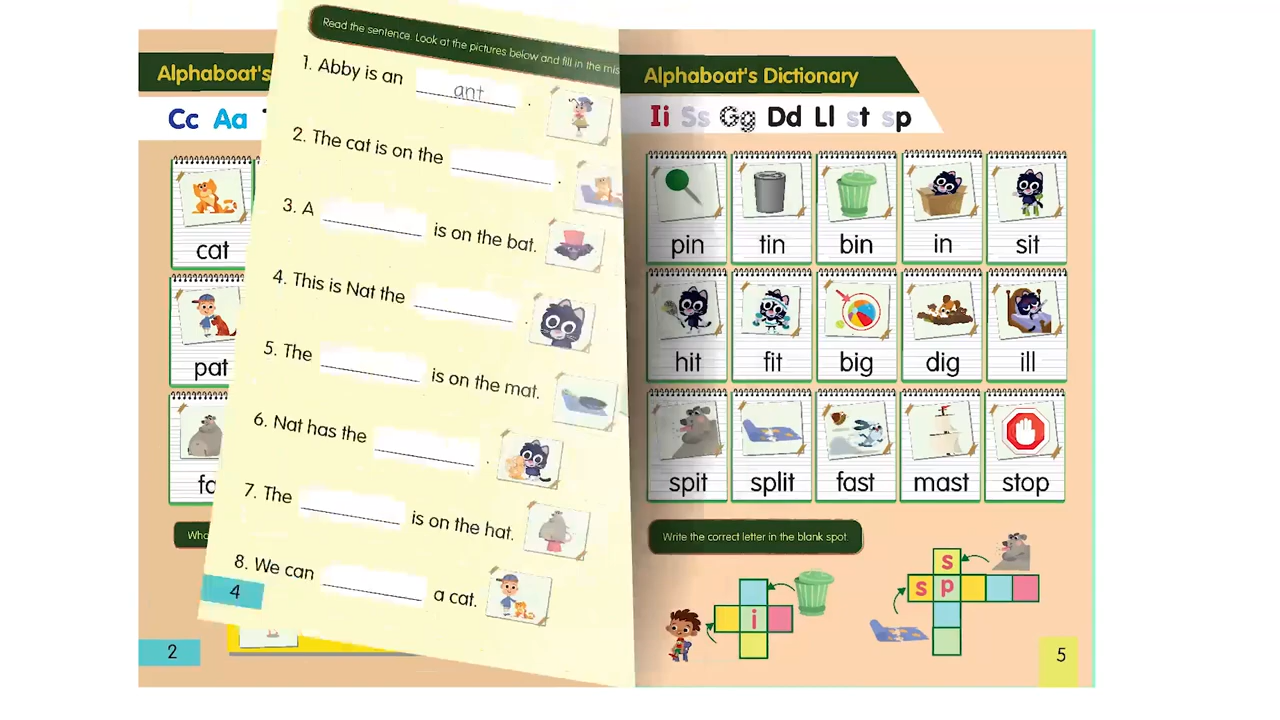 Alphaboat's
Cc Aa
cat
pat
Who
2
Read the sentence. Look at the pictures below and fill in the mis
1. Abby is an ant .
2. The cat is on the .
3. A is on the bat.
4. This is Nat the .
5. The is on the mat.
6. Nat has the .
7. The is on the hat.
8. We can a cat.
4
Alphaboat's Dictionary
Ii Ss Gg Dd Ll st sp
pin tin bin in sit
hit fit big dig ill
spit split fast mast stop
Write the correct letter in the blank spot.
s
s p
i
5